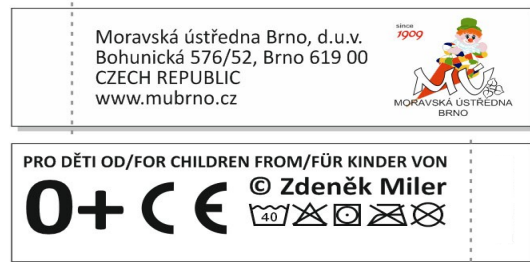 Moravská ústředna Brno, d.u.v.
Bohunická 576/52, Brno 619 00
CZECH REPUBLIC
www.mubrno.cz
since
1909
MU
MORAVSKÁ ÚSTŘEDNA
BRNO
PRO DĚTI OD/FOR CHILDREN FROM/FÜR KINDER VON
0+ CE
© Zdeněk Miler
40